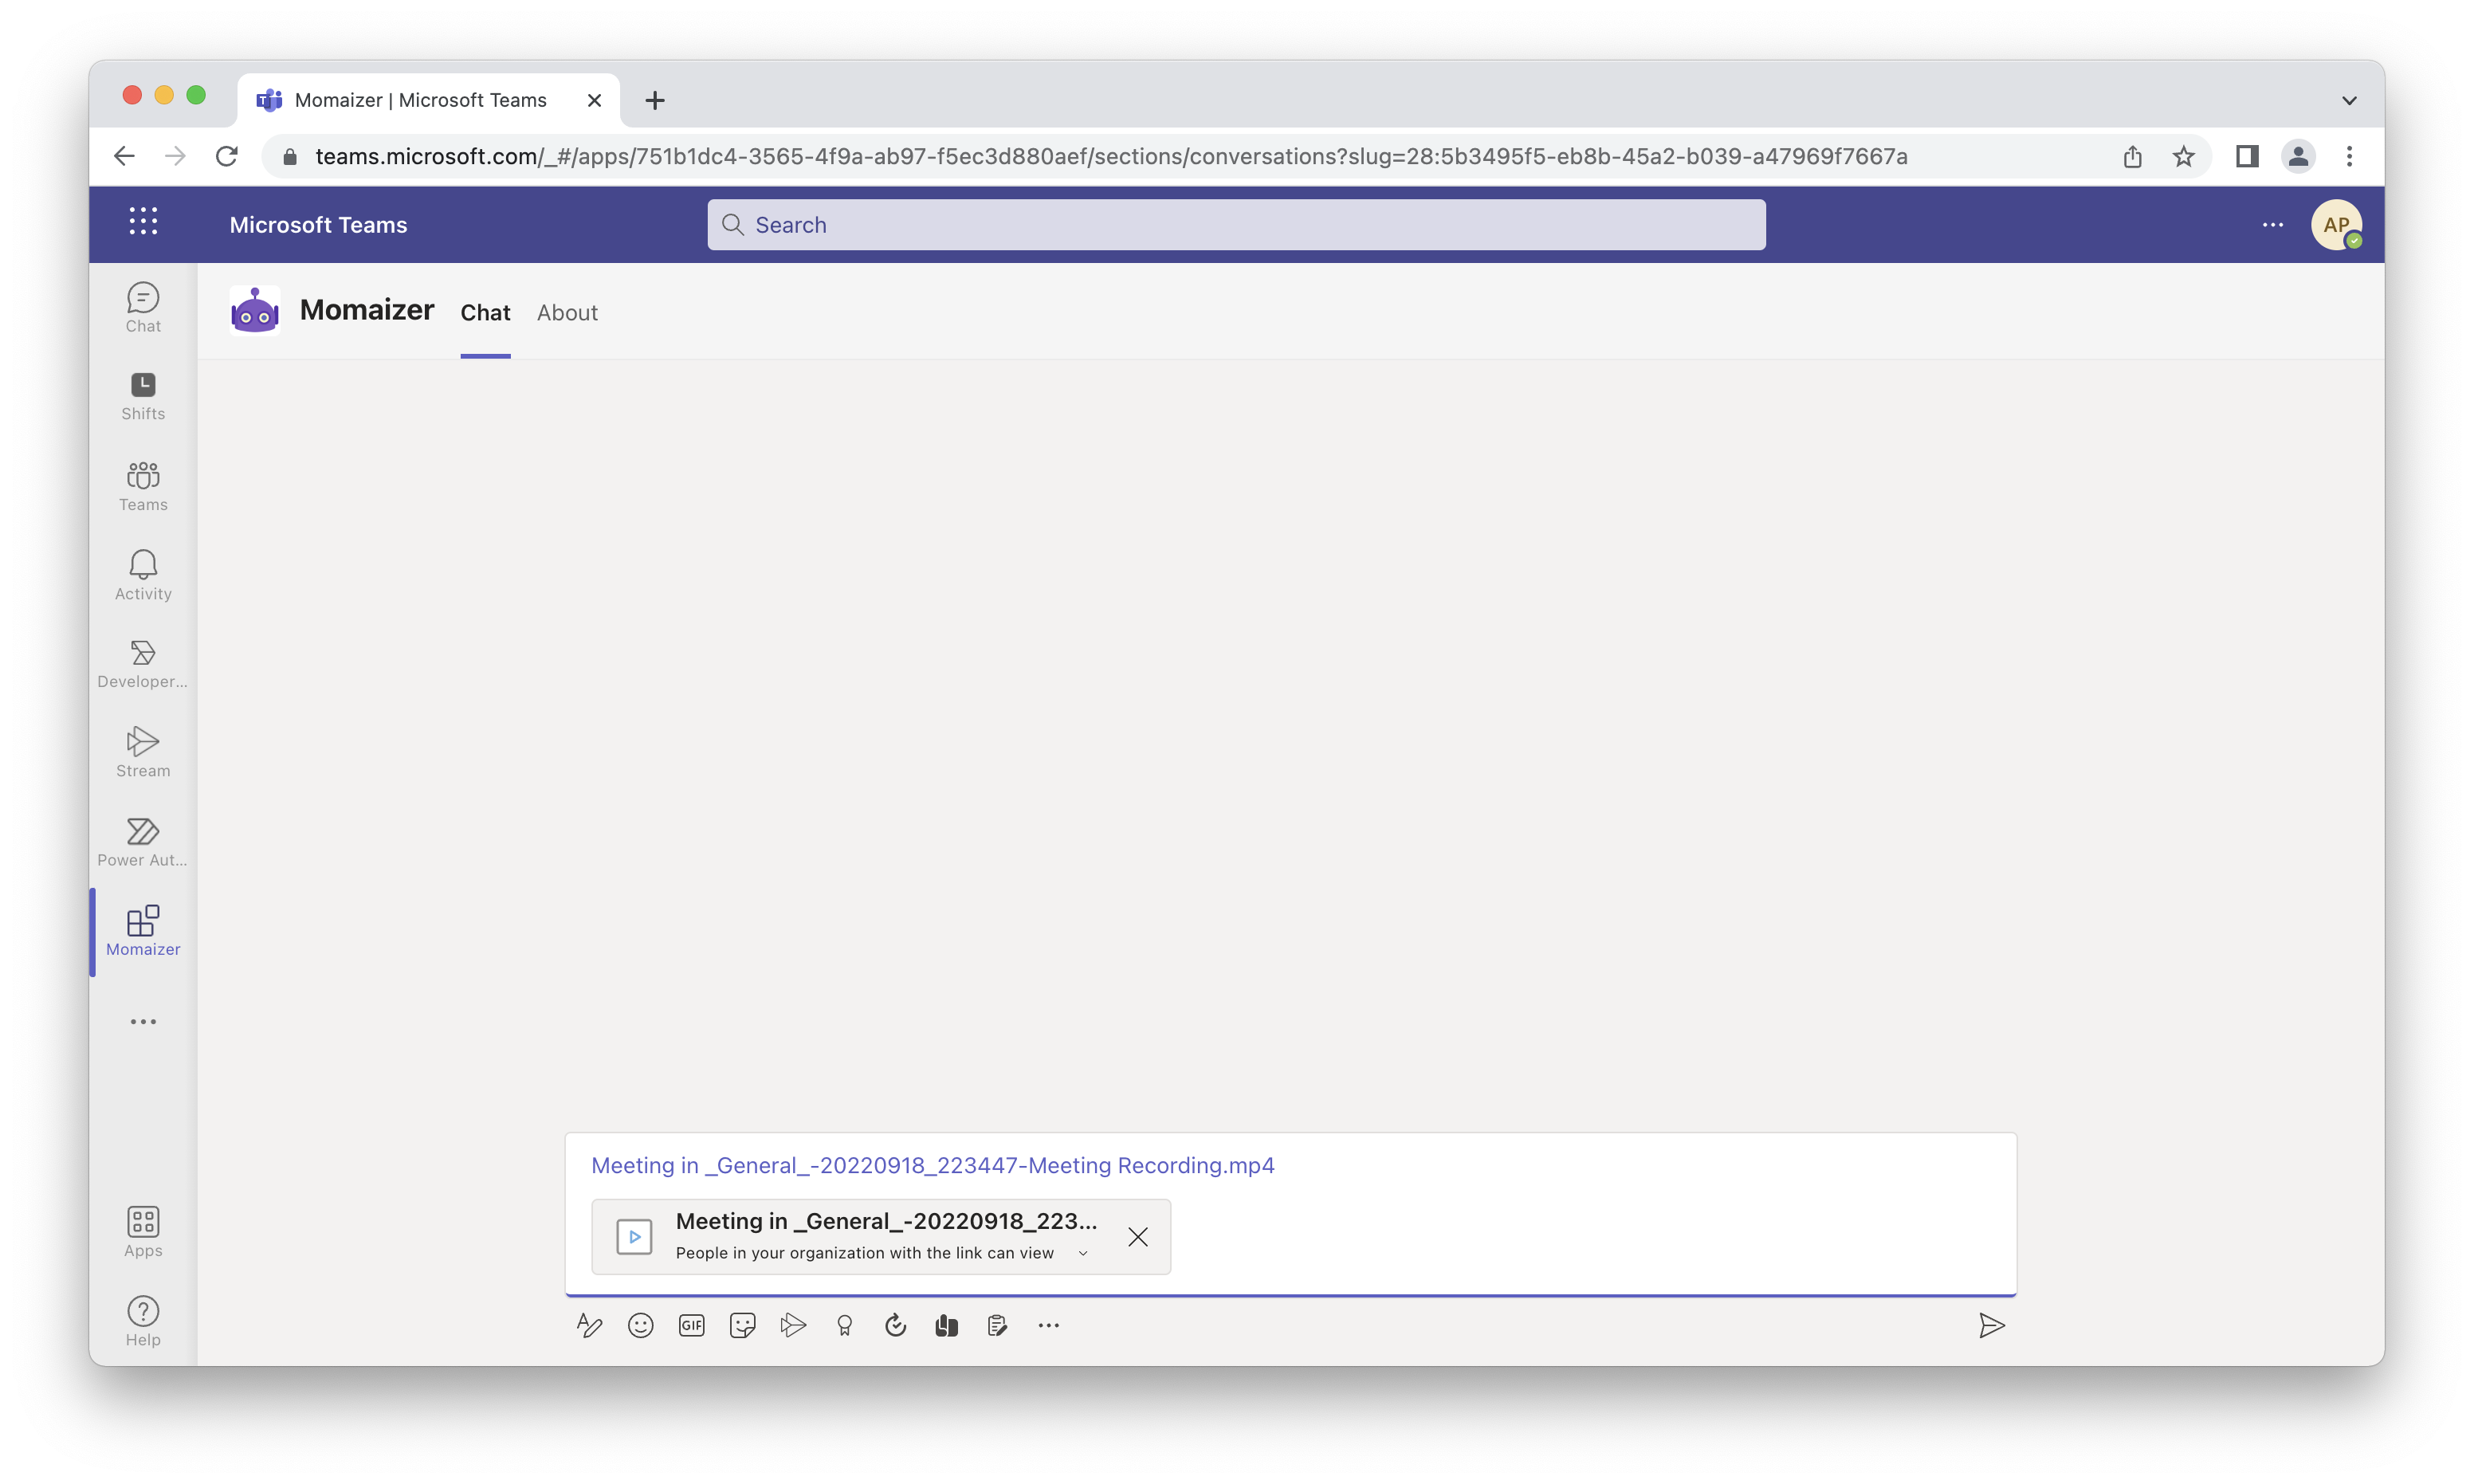 Momaizer | Microsoft Teams
teams.microsoft.com/_#/apps/751b1dc4-3565-4f9a-ab97-f5ec3d880aef/sections/conversations?slug=28:5b3495f5-eb8b-45a2-b039-a47969f7667a
Microsoft Teams
Search
AP
Momaizer Chat About
Chat
Shifts
Teams
Activity
Developer...
Stream
Power Aut...
Momaizer
Apps
Help
Meeting in _General_-20220918_223447-Meeting Recording.mp4
Meeting in _General_-20220918_223...
People in your organization with the link can view
GIF